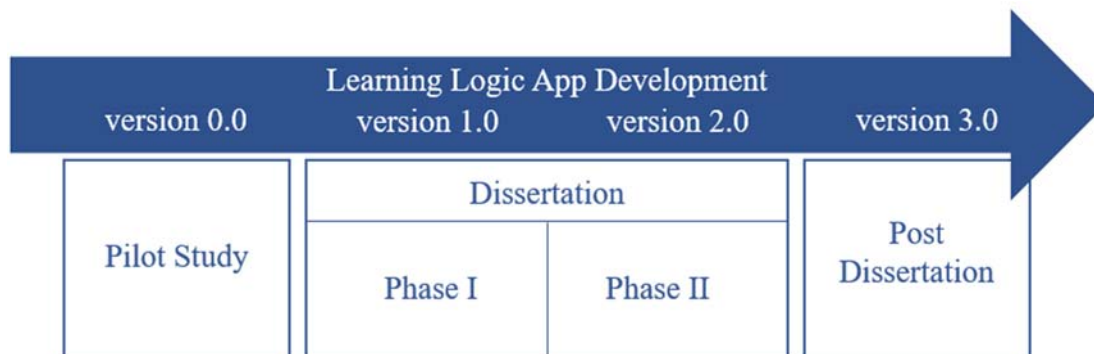 Learning Logic App Development
version 0.0 version 1.0 version 2.0 version 3.0
Pilot Study
Dissertation
Phase I
Phase II
Post
Dissertation